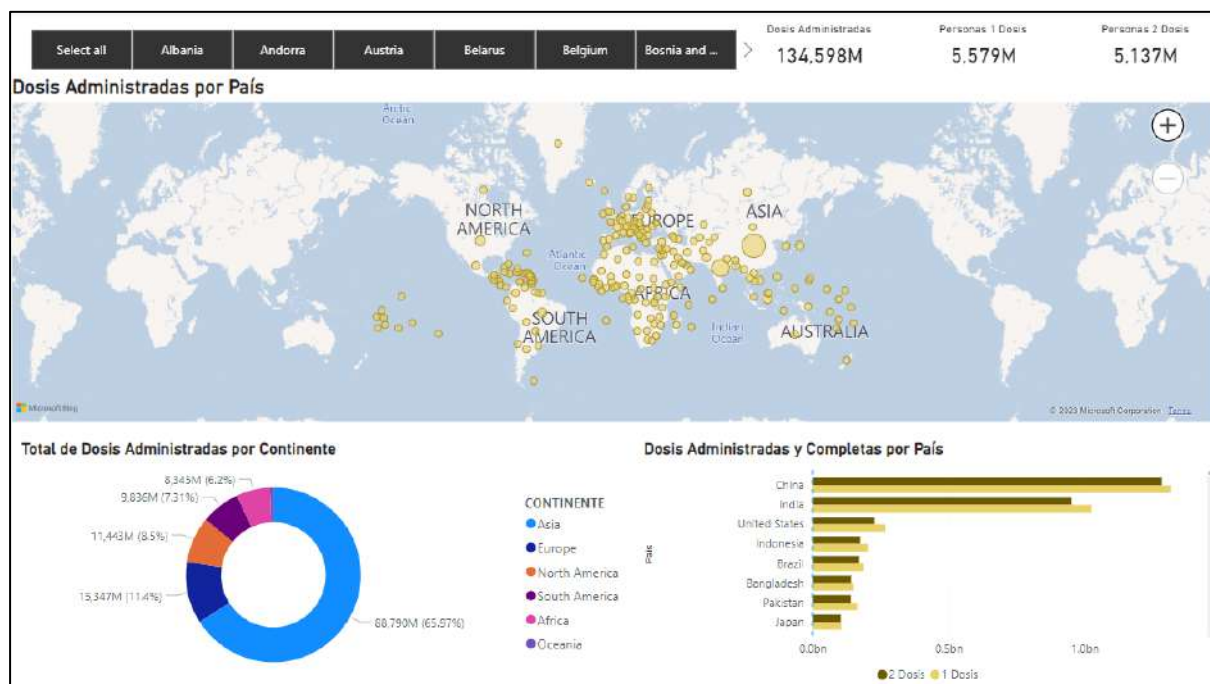 Select all
Albania
Andorra
Austria
Belarus
Belgium
Bosnia and ...
Dosis Administradas
134.598M
Personas 1 Dosis
5.579M
Personas 2 Dosis
5.137M
Dosis Administradas por País
Arctic
Ocean
NORTH
AMERICA
EUROPE
ASIA
Atlantic
Ocean
AFRICA
SOUTH
AMERICA
Indian
Ocean
AUSTRALIA
Microsoft Bing
© 2023 Microsoft Corporation Terms
Total de Dosis Administradas por Continente
8,345M (6.2%)
9,836M (7.31%)
11,443M (8.5%)
15,347M (11.4%)
88,790M (65.97%)
CONTINENTE
Asia
Europe
North America
South America
Africa
Oceania
Dosis Administradas y Completas por País
País
China
India
United States
Indonesia
Brazil
Bangladesh
Pakistan
Japan
0.0bn
0.5bn
1.0bn
2 Dosis
1 Dosis